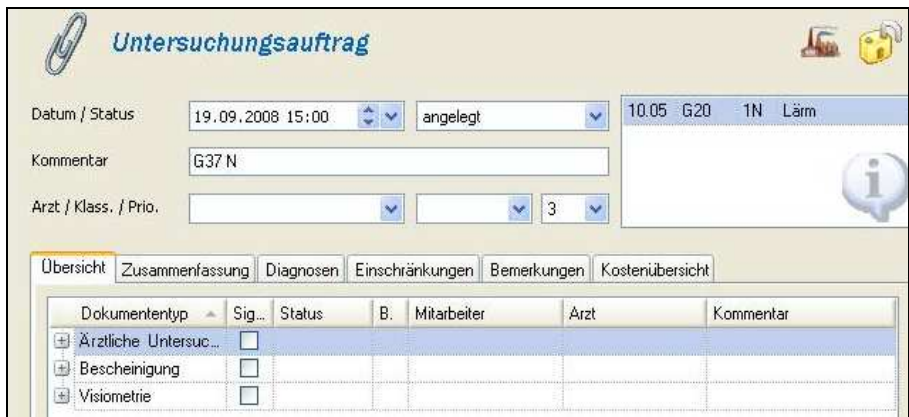 Untersuchungsauftrag
Datum / Status 19.09.2008 15:00 angelegt
10.05 G20 1N Lärm
Kommentar G37 N
Arzt / Klass. / Prio. 3
Übersicht Zusammenfassung Diagnosen Einschränkungen Bemerkungen Kostenübersicht
Dokumententyp Sig... Status B. Mitarbeiter Arzt Kommentar
Ärztliche Untersuc...
Bescheinigung
Visiometrie